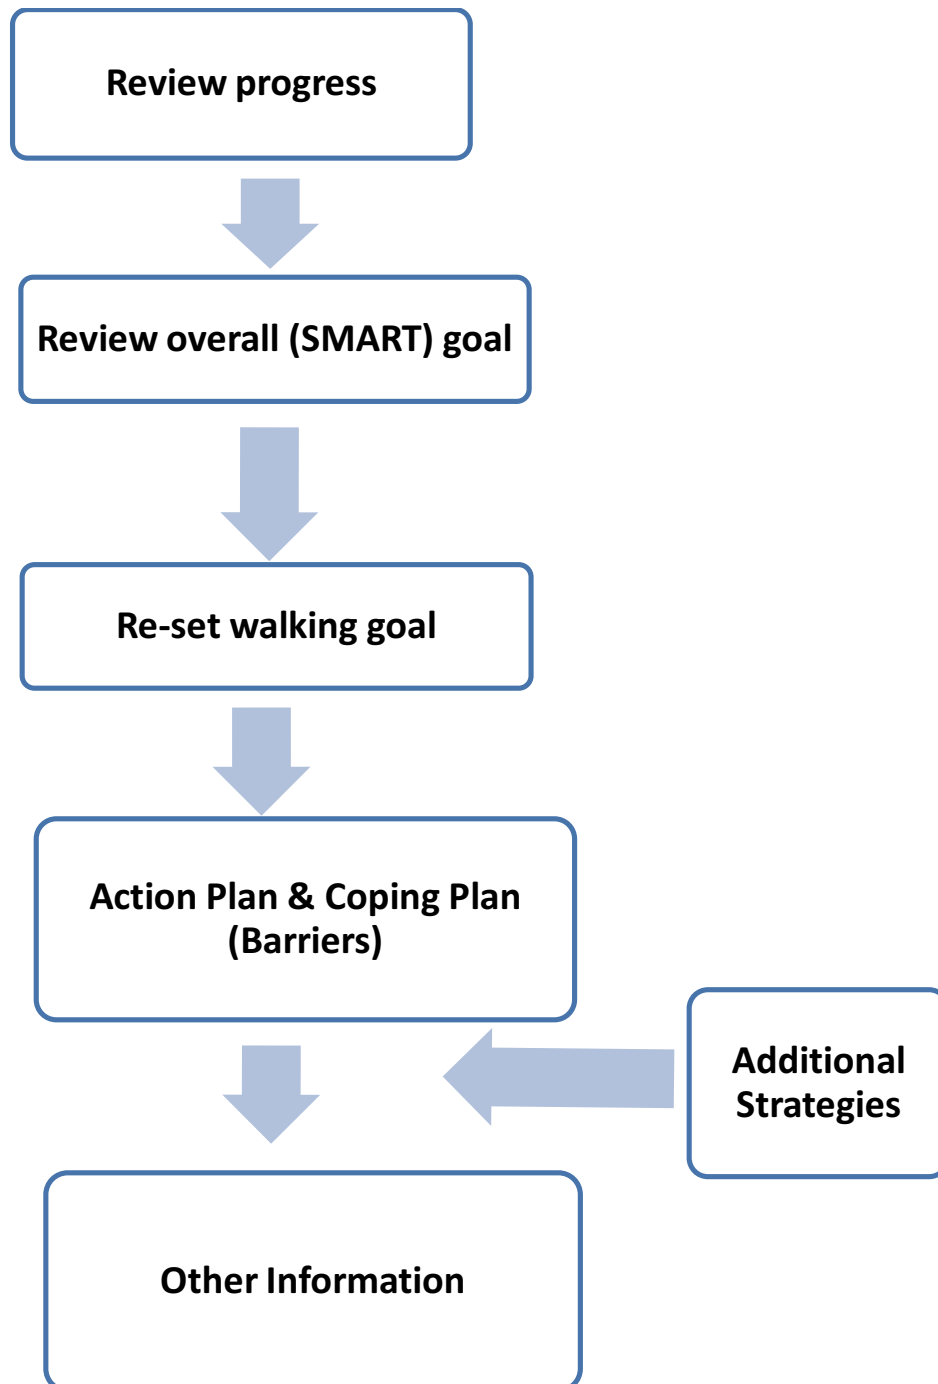 Review progress
Review overall (SMART) goal
Re-set walking goal
Action Plan & Coping Plan
(Barriers)
Additional
Strategies
Other Information